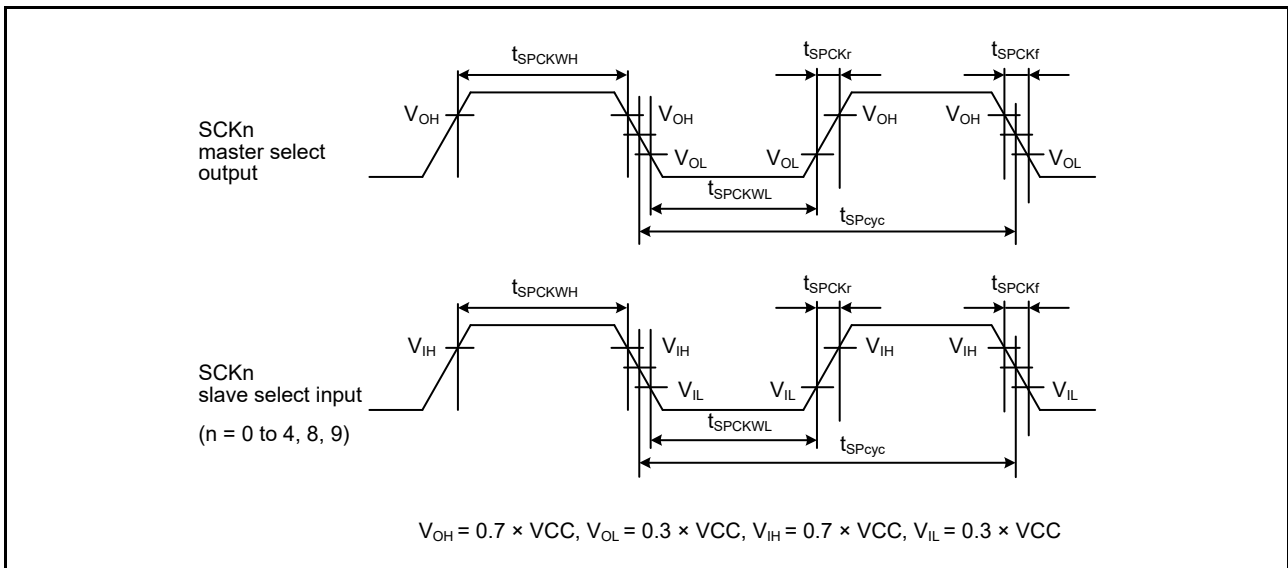 tSPCKWH
tSPCKr
tSPCKf
VOH
VOH
VOH
VOH
SCKn
master select
output
VOL
VOL
VOL
tSPCKWL
tSPcyc
tSPCKWH
tSPCKr
tSPCKf
VIH
VIH
VIH
VIH
SCKn
slave select input
(n = 0 to 4, 8, 9)
VIL
VIL
VIL
tSPCKWL
tSPcyc
VOH = 0.7 × VCC, VOL = 0.3 × VCC, VIH = 0.7 × VCC, VIL = 0.3 × VCC